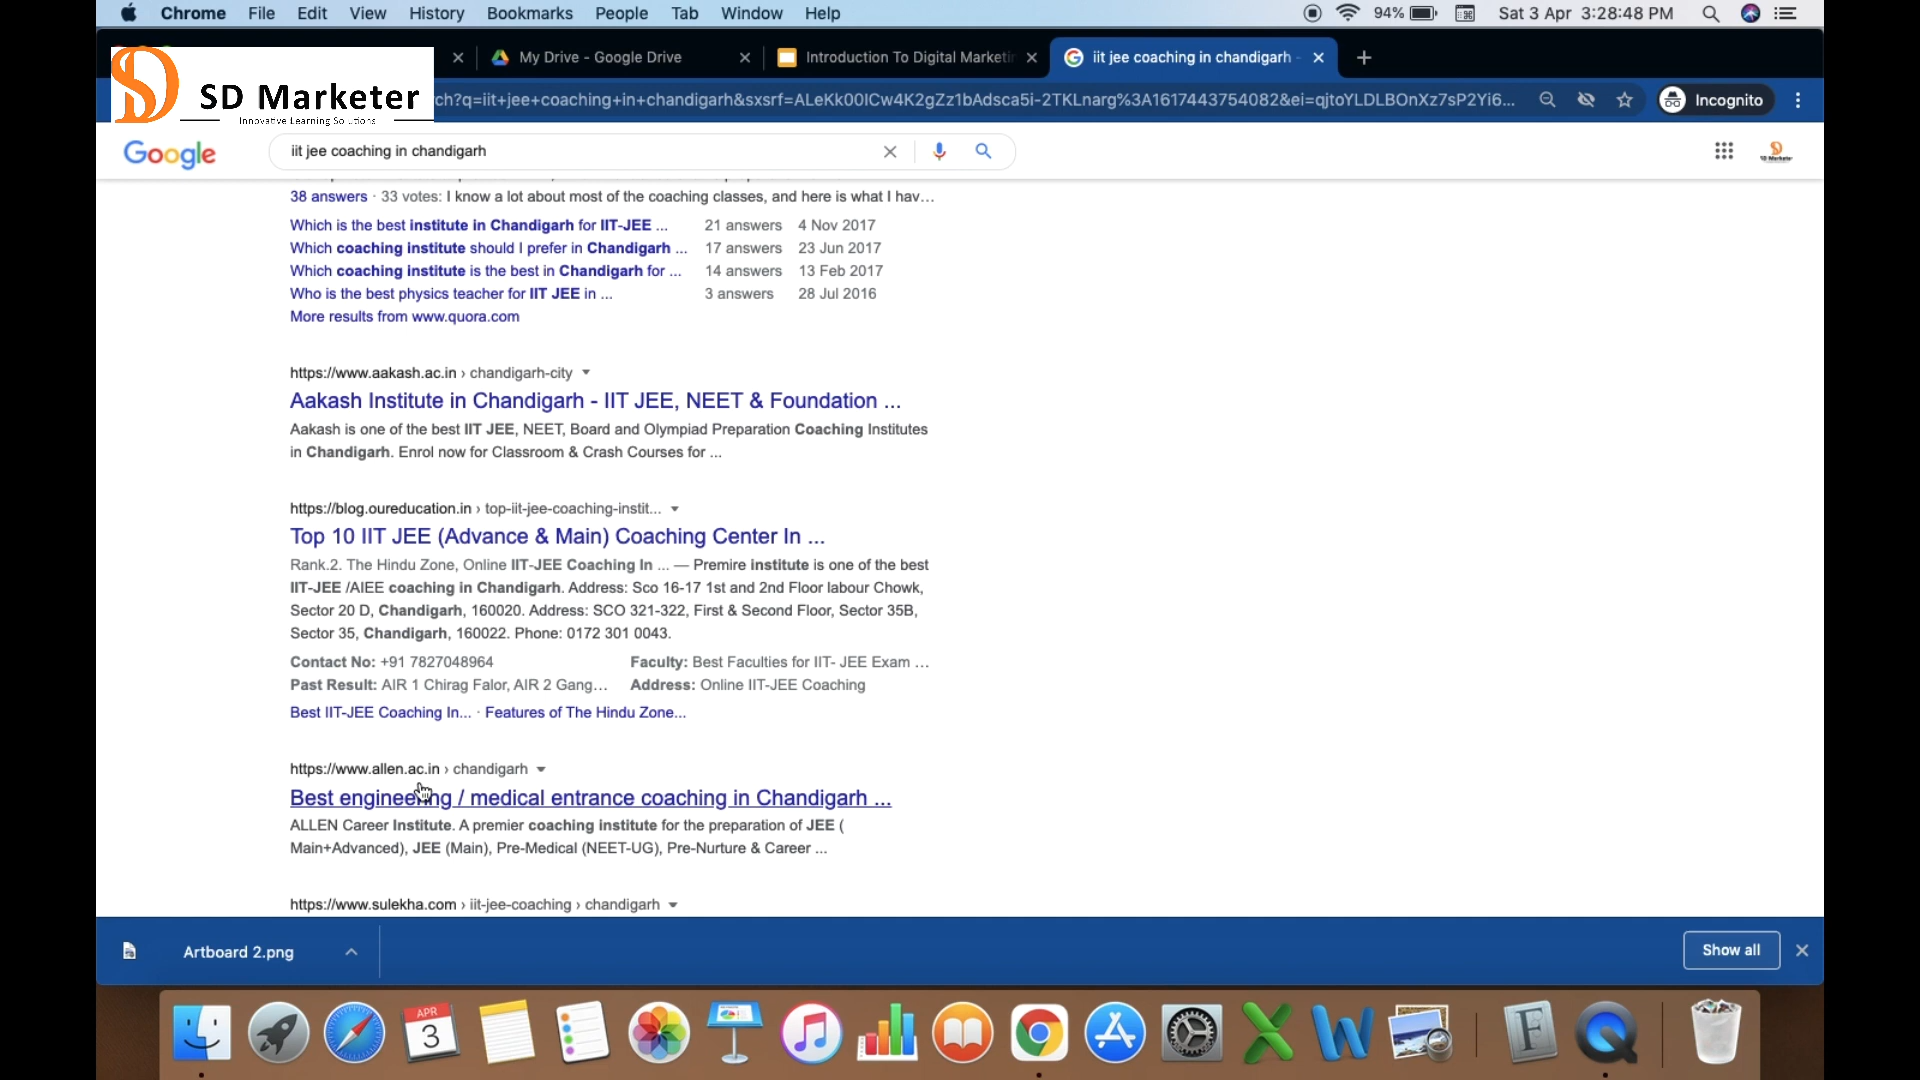 Chrome File Edit View History Bookmarks People Tab Window Help 94% Sat 3 Apr 3:28:48 PM
My Drive - Google Drive Introduction To Digital Marketin iit jee coaching in chandigarh -
SD Marketer
Innovative Learning Solutions
rch?q=iit+jee+coaching+in+chandigarh&sxsrf=ALeKk00ICw4K2gZz1bAdsca5i-2TKLnarg%3A1617443754082&ei=qjtoYLDLBOnXz7sP2Yi6... Incognito
Google iit jee coaching in chandigarh
38 answers · 33 votes: I know a lot about most of the coaching classes, and here is what I hav...
Which is the best institute in Chandigarh for IIT-JEE ... 21 answers 4 Nov 2017
Which coaching institute should I prefer in Chandigarh ... 17 answers 23 Jun 2017
Which coaching institute is the best in Chandigarh for ... 14 answers 13 Feb 2017
Who is the best physics teacher for IIT JEE in ... 3 answers 28 Jul 2016
More results from www.quora.com
https://www.aakash.ac.in › chandigarh-city
Aakash Institute in Chandigarh - IIT JEE, NEET & Foundation ...
Aakash is one of the best IIT JEE, NEET, Board and Olympiad Preparation Coaching Institutes
in Chandigarh. Enrol now for Classroom & Crash Courses for ...
https://blog.oureducation.in › top-iit-jee-coaching-instit...
Top 10 IIT JEE (Advance & Main) Coaching Center In ...
Rank.2. The Hindu Zone, Online IIT-JEE Coaching In ... — Premire institute is one of the best
IIT-JEE /AIEE coaching in Chandigarh. Address: Sco 16-17 1st and 2nd Floor labour Chowk,
Sector 20 D, Chandigarh, 160020. Address: SCO 321-322, First & Second Floor, Sector 35B,
Sector 35, Chandigarh, 160022. Phone: 0172 301 0043.
Contact No: +91 7827048964 Faculty: Best Faculties for IIT- JEE Exam ...
Past Result: AIR 1 Chirag Falor, AIR 2 Gang... Address: Online IIT-JEE Coaching
Best IIT-JEE Coaching In... · Features of The Hindu Zone...
https://www.allen.ac.in › chandigarh
Best engineering / medical entrance coaching in Chandigarh ...
ALLEN Career Institute. A premier coaching institute for the preparation of JEE (
Main+Advanced), JEE (Main), Pre-Medical (NEET-UG), Pre-Nurture & Career ...
https://www.sulekha.com › iit-jee-coaching › chandigarh
Artboard 2.png Show all
APR
3